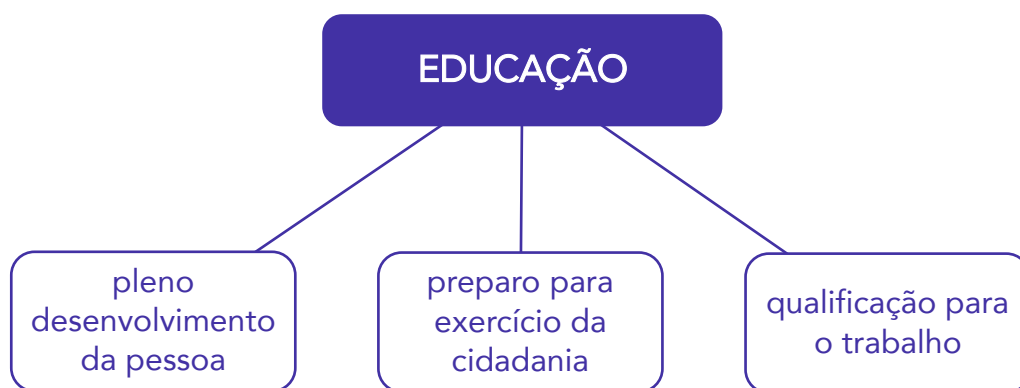 EDUCAÇÃO
pleno
desenvolvimento
da pessoa
preparo para
exercício da
cidadania
qualificação para
o trabalho